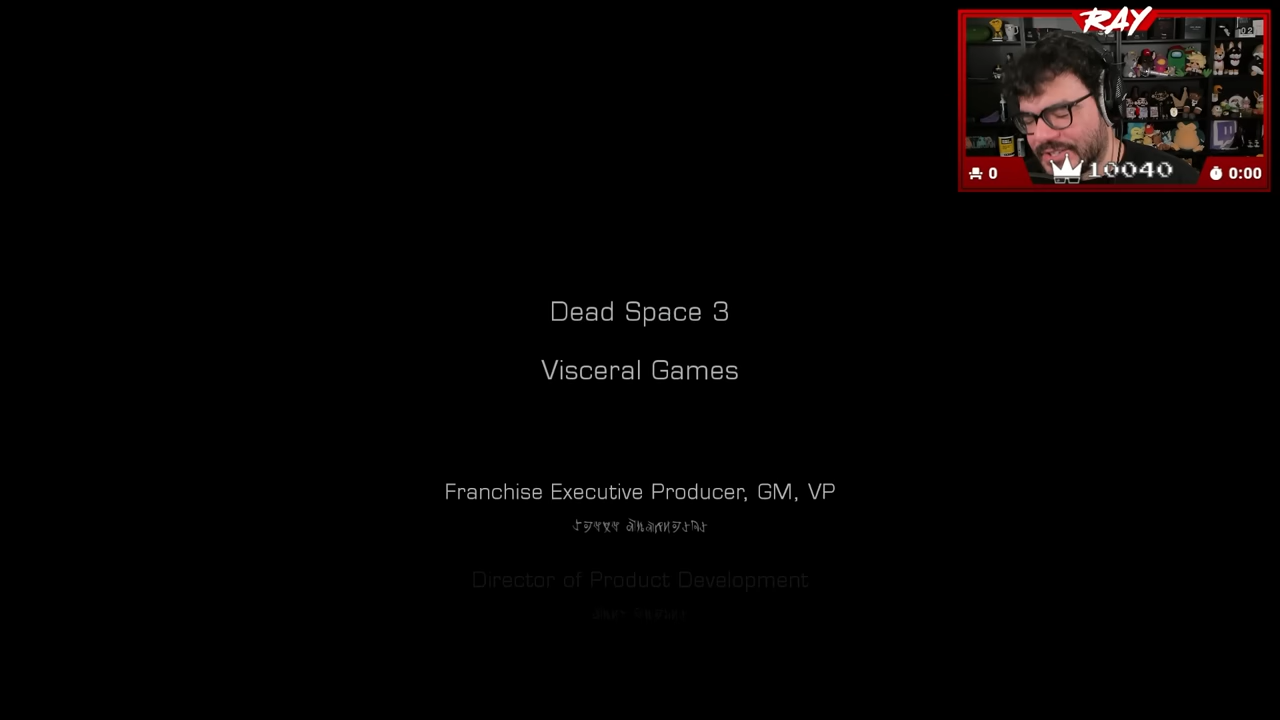 RAY
0
10040
0:00
Dead Space 3
Visceral Games
Franchise Executive Producer, GM, VP
Director of Product Development